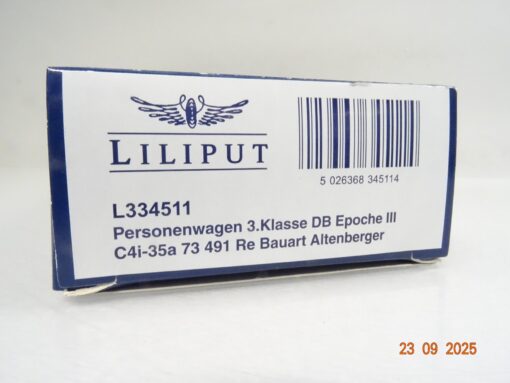 LILIPUT
5 026368 345114
L334511
Personenwagen 3.Klasse DB Epoche III
C4i-35a 73 491 Re Bauart Altenberger
23 09 2025